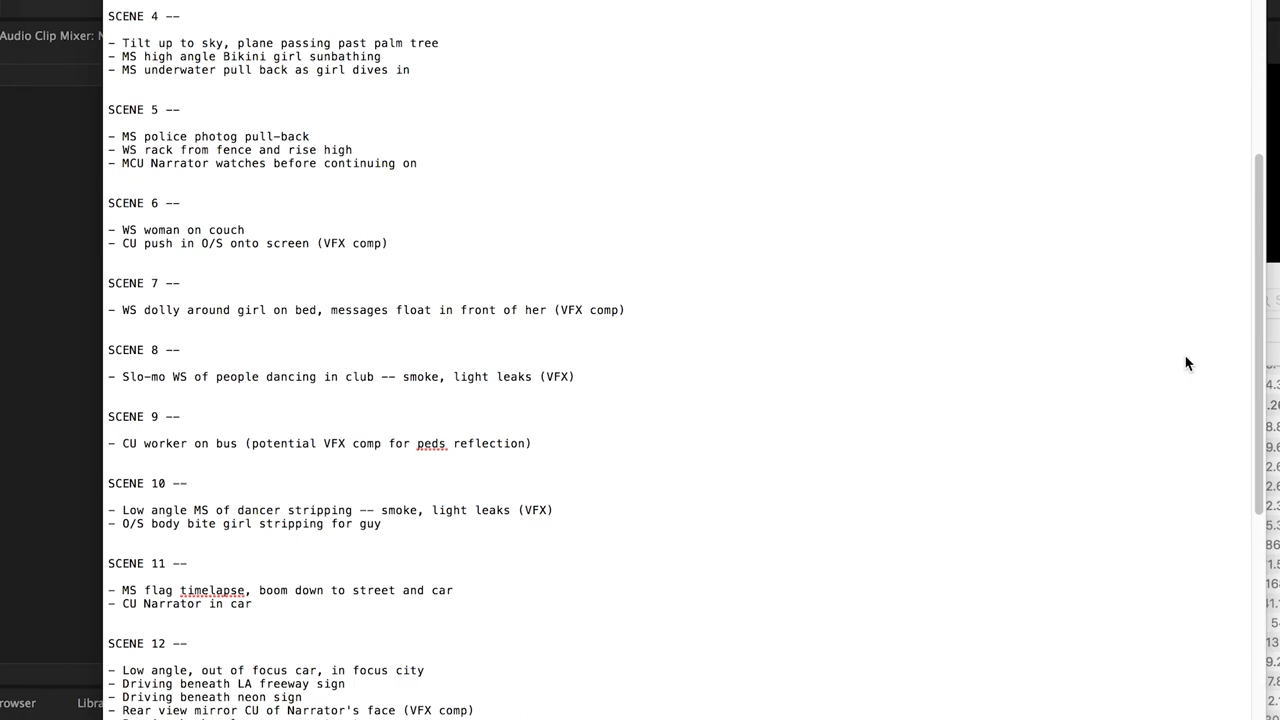 Audio Clip Mixer: N
SCENE 4 --
- Tilt up to sky, plane passing past palm tree
- MS high angle Bikini girl sunbathing
- MS underwater pull back as girl dives in
SCENE 5 --
- MS police photog pull-back
- WS rack from fence and rise high
- MCU Narrator watches before continuing on
SCENE 6 --
- WS woman on couch
- CU push in O/S onto screen (VFX comp)
SCENE 7 --
- WS dolly around girl on bed, messages float in front of her (VFX comp)
SCENE 8 --
- Slo-mo WS of people dancing in club -- smoke, light leaks (VFX)
SCENE 9 --
- CU worker on bus (potential VFX comp for peds reflection)
SCENE 10 --
- Low angle MS of dancer stripping -- smoke, light leaks (VFX)
- O/S body bite girl stripping for guy
SCENE 11 --
- MS flag timelapse, boom down to street and car
- CU Narrator in car
SCENE 12 --
- Low angle, out of focus car, in focus city
- Driving beneath LA freeway sign
- Driving beneath neon sign
- Rear view mirror CU of Narrator's face (VFX comp)
rowser Libra